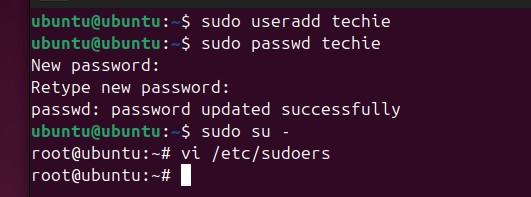 ubuntu@ubuntu:~$ sudo useradd techie
ubuntu@ubuntu:~$ sudo passwd techie
New password:
Retype new password:
passwd: password updated successfully
ubuntu@ubuntu:~$ sudo su -
root@ubuntu:~# vi /etc/sudoers
root@ubuntu:~#